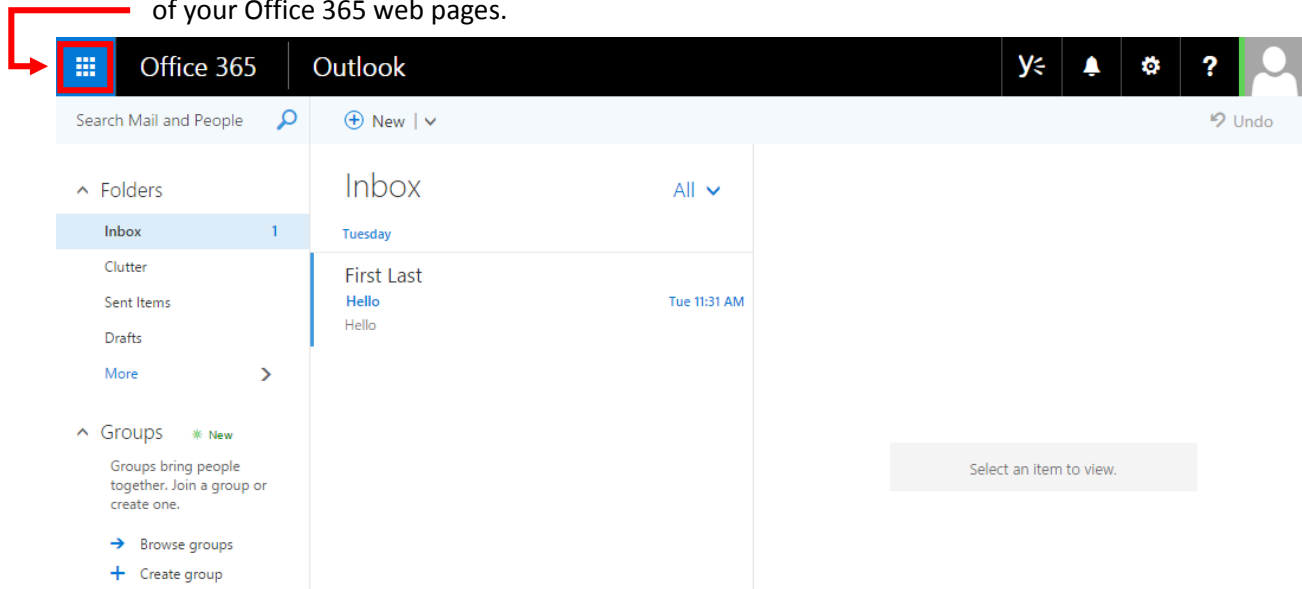 of your Office 365 web pages.
Office 365
Outlook
?
Search Mail and People
New
Undo
Folders
Inbox 1
Clutter
Sent Items
Drafts
More
Groups New
Groups bring people
together. Join a group or
create one.
Browse groups
Create group
Inbox
All
Tuesday
First Last
Hello Tue 11:31 AM
Hello
Select an item to view.